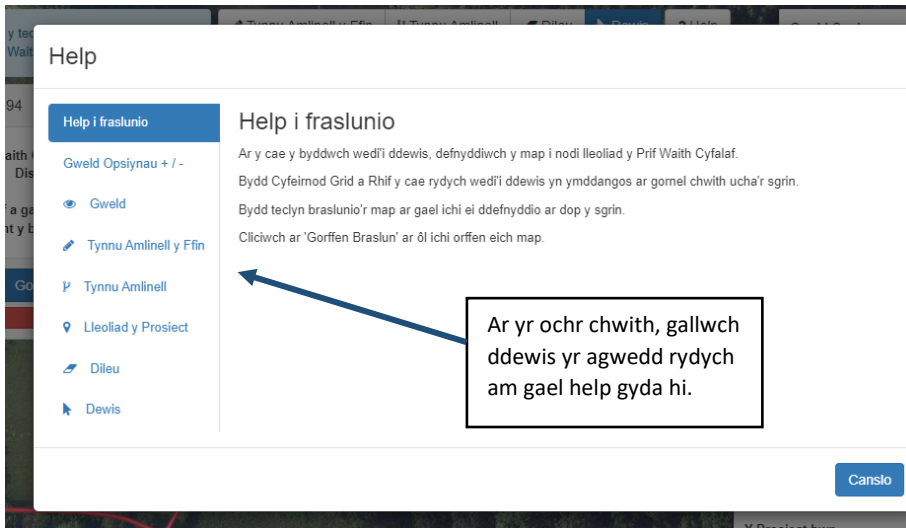 Help
Help i fraslunio
Gweld Opsiynau + / -
Gweld
Tynnu Amlinell y Ffin
Tynnu Amlinell
Lleoliad y Prosiect
Dileu
Dewis
Help i fraslunio
Ar y cae y byddwch wedi'i ddewis, defnyddiwch y map i nodi lleoliad y Prif Waith Cyfalaf.
Bydd Cyfeirnod Grid a Rhif y cae rydych wedi'i ddewis yn ymddangos ar gornel chwith ucha'r sgrin.
Bydd teclyn braslunio'r map ar gael ichi ei ddefnyddio ar dop y sgrin.
Cliciwch ar 'Gorffen Braslun' ar ôl ichi orffen eich map.
Ar yr ochr chwith, gallwch
ddewis yr agwedd rydych
am gael help gyda hi.
Canslo
94